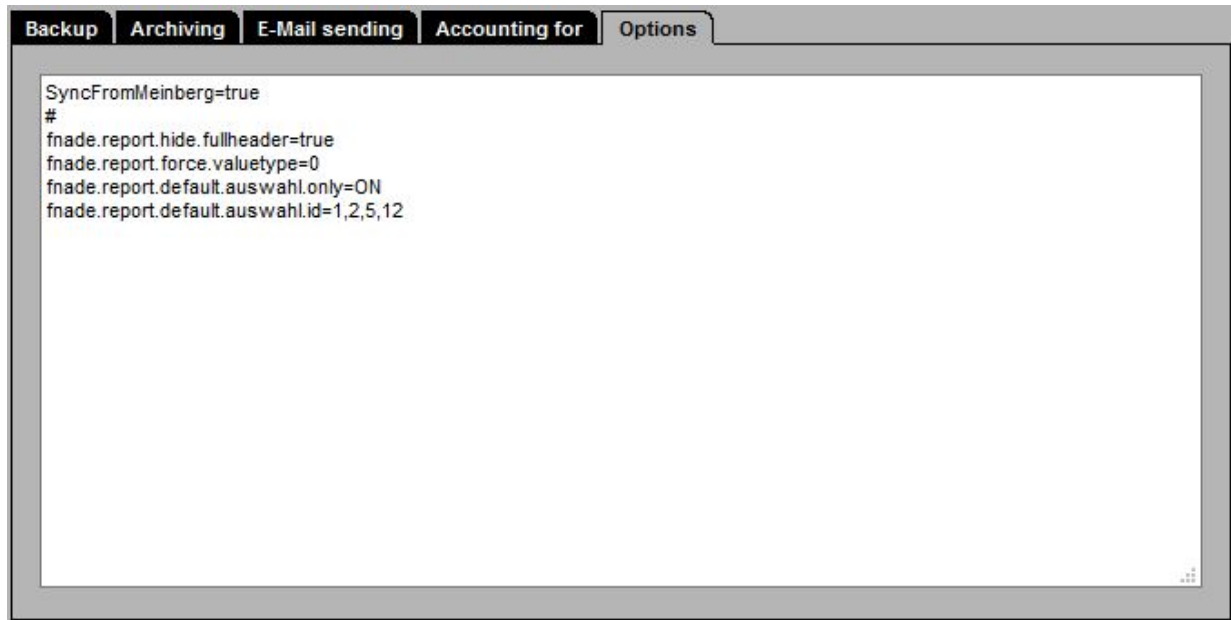 Backup Archiving E-Mail sending Accounting for Options
SyncFromMeinberg=true
#
fnade.report.hide.fullheader=true
fnade.report.force.valuetype=0
fnade.report.default.auswahl.only=ON
fnade.report.default.auswahl.id=1,2,5,12